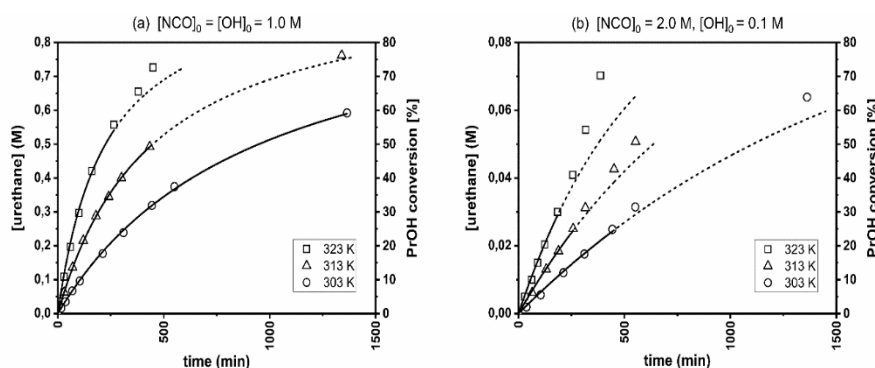 (a) [NCO]₀ = [OH]₀ = 1.0 M
[urethane] (M)
0,8
0,7
0,6
0,5
0,4
0,3
0,2
0,1
0,0
80
70
60
50
40
30
20
10
0
PrOH conversion [%]
323 K
313 K
303 K
0 500 1000 1500
time (min)
(b) [NCO]₀ = 2.0 M, [OH]₀ = 0.1 M
[urethane] (M)
0,08
0,06
0,04
0,02
0,00
80
70
60
50
40
30
20
10
0
PrOH conversion [%]
323 K
313 K
303 K
0 500 1000 1500
time (min)